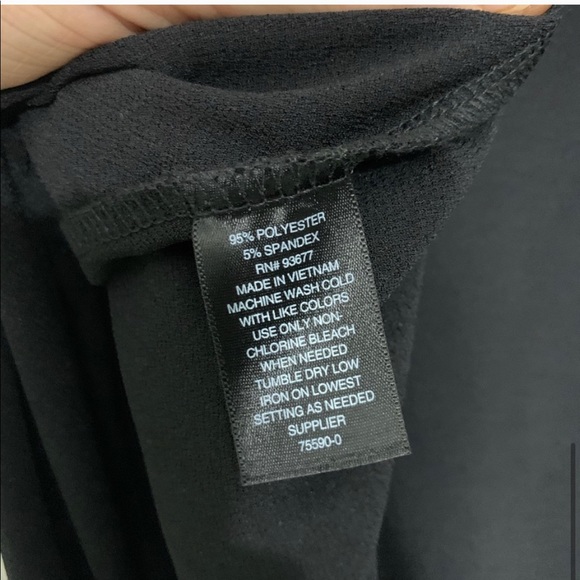 95% POLYESTER
5% SPANDEX
RN# 93677
MADE IN VIETNAM
MACHINE WASH COLD
WITH LIKE COLORS
USE ONLY NON-
CHLORINE BLEACH
WHEN NEEDED
TUMBLE DRY LOW
IRON ON LOWEST
SETTING AS NEEDED
SUPPLIER
75590-0